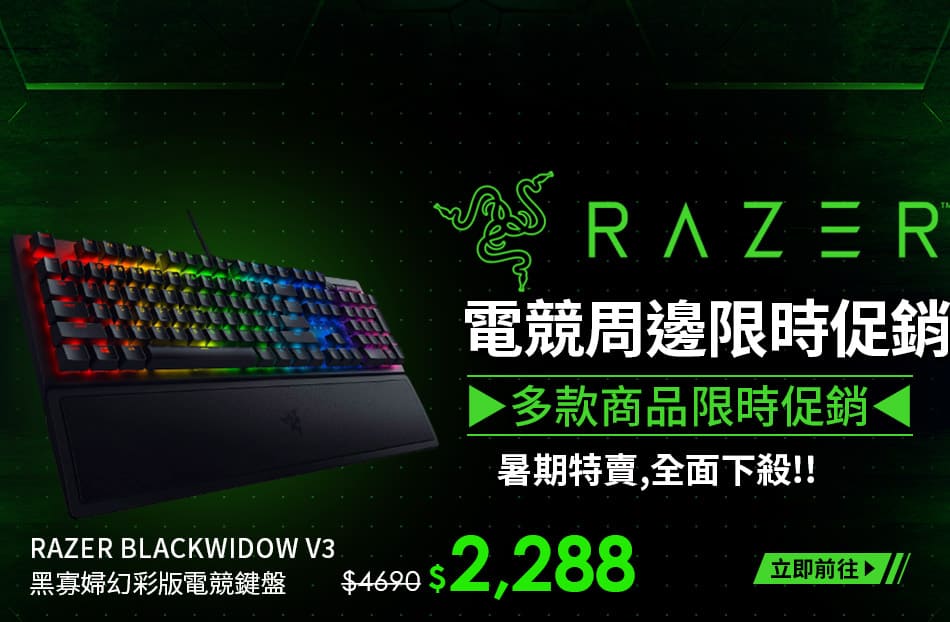 RAZER™
電競周邊限時促銷
▶多款商品限時促銷◀
暑期特賣,全面下殺!!
RAZER BLACKWIDOW V3
黑寡婦幻彩版電競鍵盤
$4690 $2,288
立即前往▶